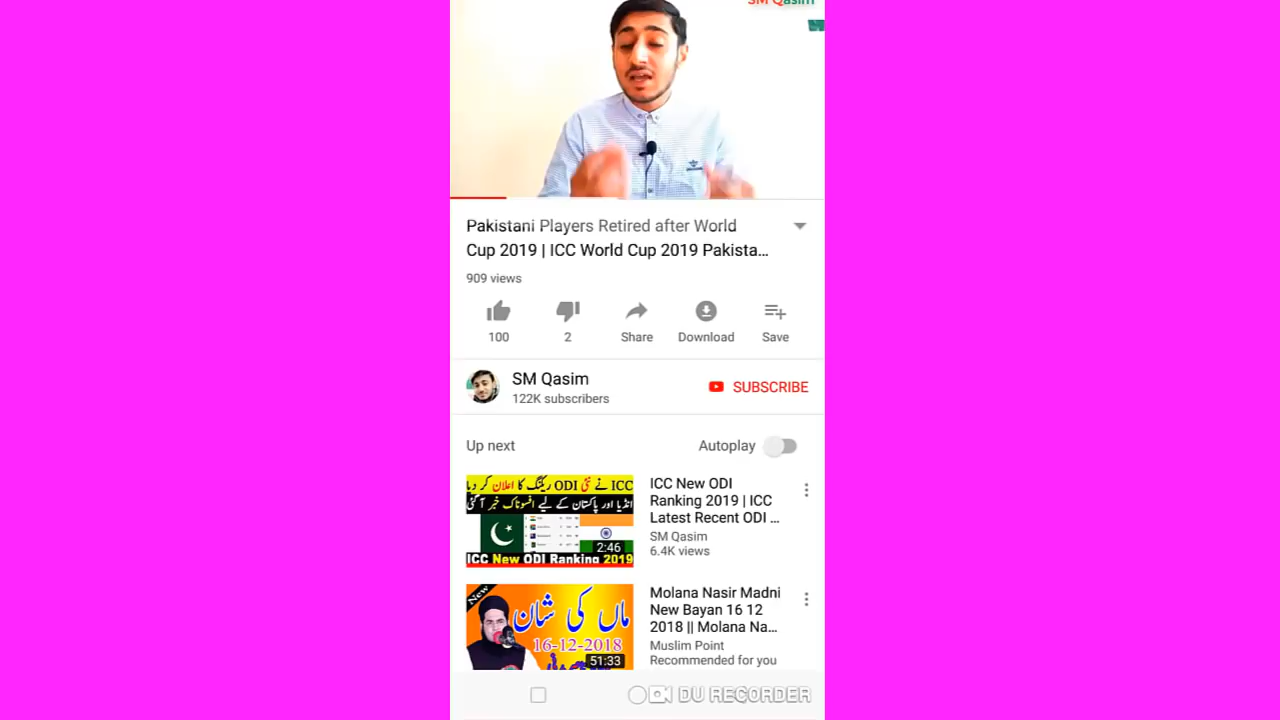 SM Qasim
Pakistani Players Retired after World
Cup 2019 | ICC World Cup 2019 Pakista...
909 views
100
2
Share
Download
Save
SM Qasim
122K subscribers
SUBSCRIBE
Up next
Autoplay
ICC نے نئی ODI رینکنگ کا اعلان کر دیا
انڈیا اور پاکستان کے لیے افسوناک خبر آگئی
2:46
ICC New ODI Ranking 2019
ICC New ODI
Ranking 2019 | ICC
Latest Recent ODI ...
SM Qasim
6.4K views
New
ماں کی شان
16-12-2018
51:33
Molana Nasir Madni
New Bayan 16 12
2018 || Molana Na...
Muslim Point
Recommended for you
DU RECORDER